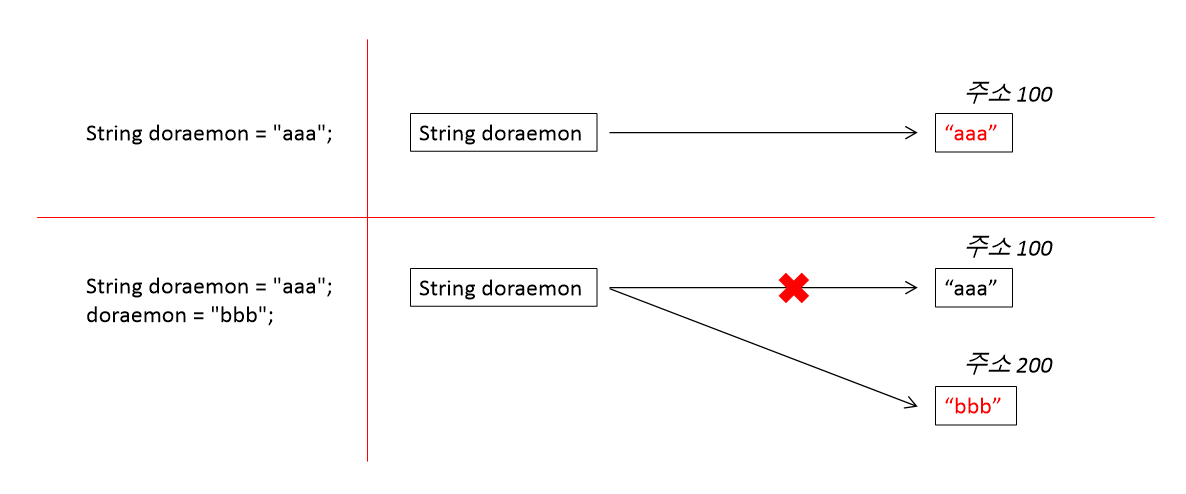 주소 100
String doraemon = "aaa";
String doraemon
“aaa”
주소 100
String doraemon = "aaa";
doraemon = "bbb";
String doraemon
“aaa”
주소 200
“bbb”